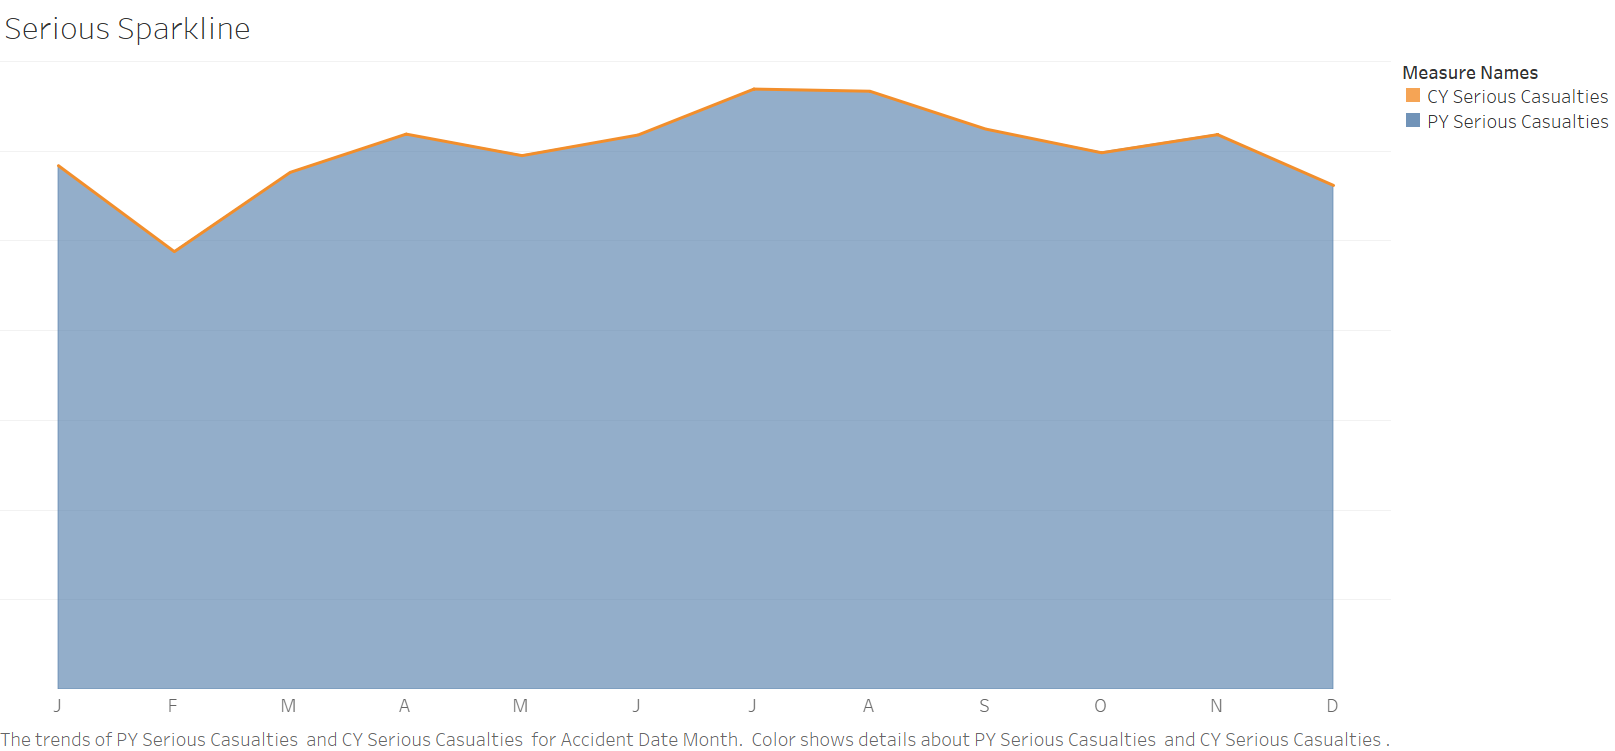 Serious Sparkline
Measure Names
CY Serious Casualties
PY Serious Casualties
J F M A M J J A S O N D
The trends of PY Serious Casualties  and CY Serious Casualties  for Accident Date Month.  Color shows details about PY Serious Casualties  and CY Serious Casualties .